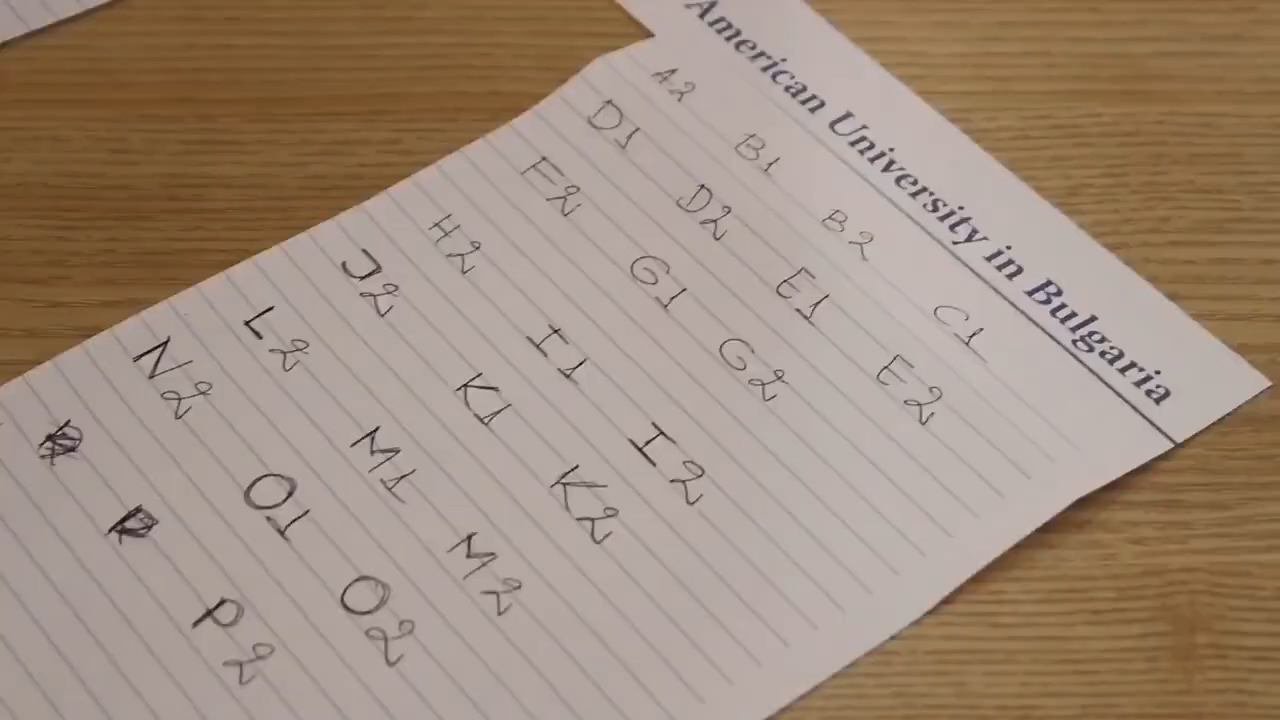 American University in Bulgaria
A2 B1 B2 C1
D1 D2 E1 E2
F2 G1 G2
H2 I1 I2
J2 K1 K2
L2 M1 M2
N2 O1 O2
P2